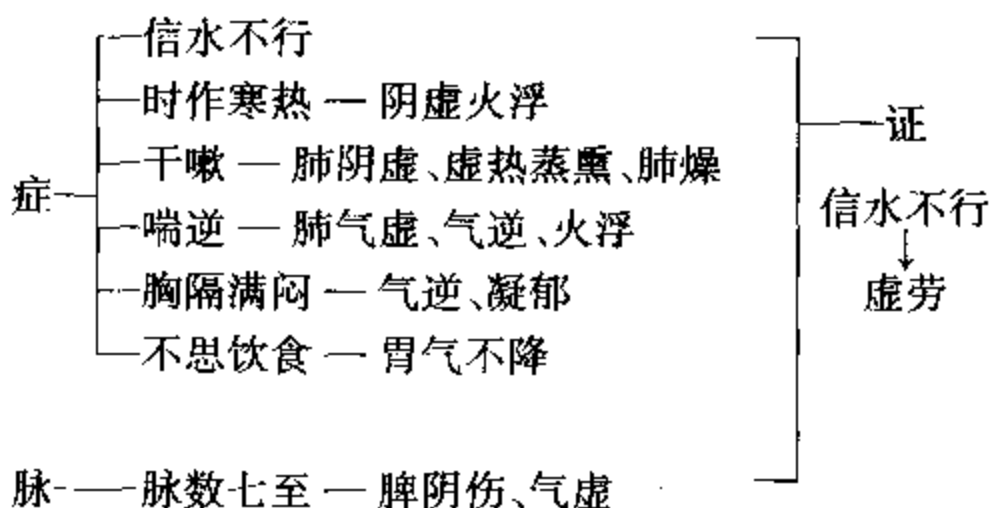 信水不行
时作寒热 — 阴虚火浮
干嗽 — 肺阴虚、虚热蒸熏、肺燥
症
喘逆 — 肺气虚、气逆、火浮
胸隔满闷 — 气逆、凝郁
不思饮食 — 胃气不降
脉 — 脉数七至 — 脾阴伤、气虚
证
信水不行
↓
虚劳